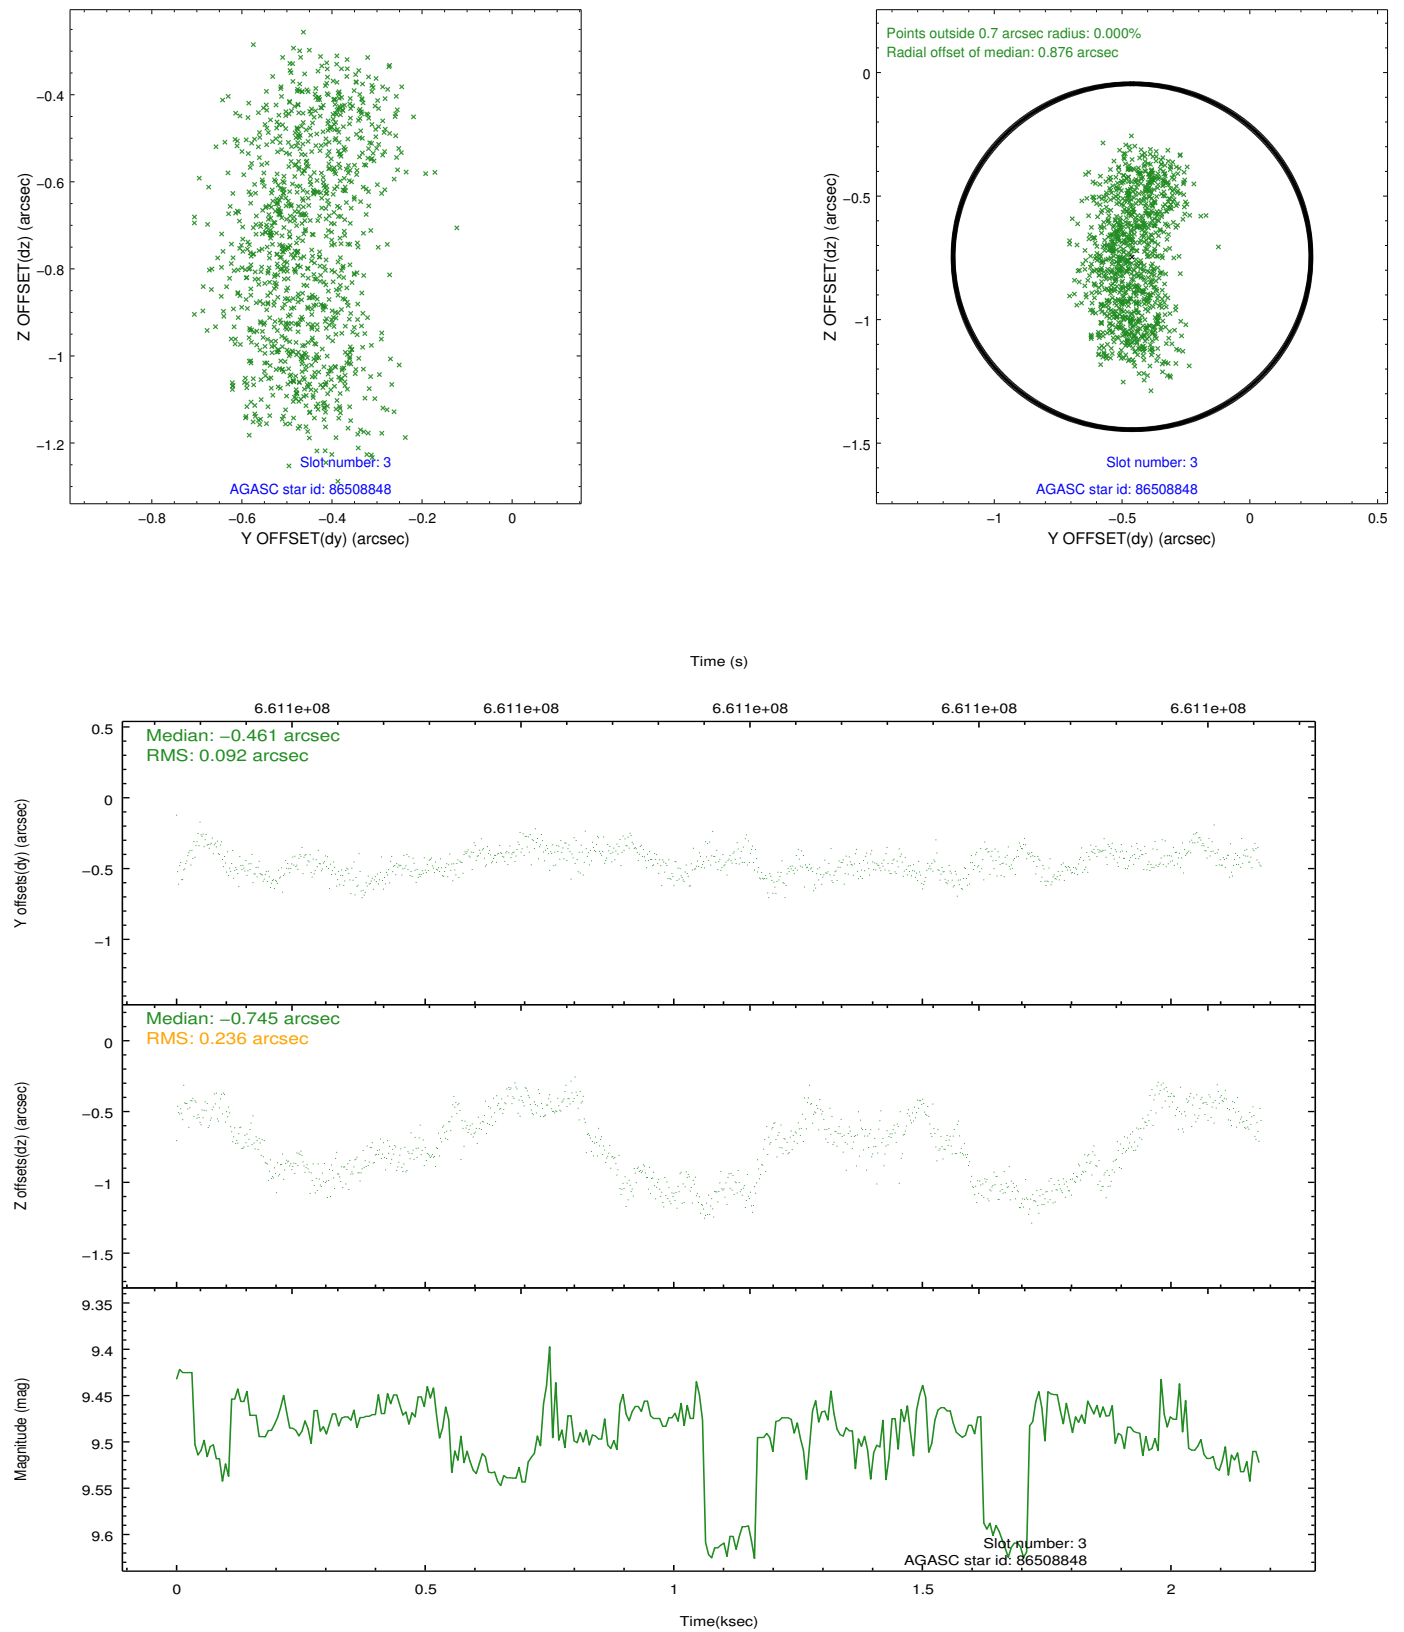 −0.4
−0.6
−0.8
−1
−1.2
Z OFFSET(dz) (arcsec)
Slot number: 3
AGASC star id: 86508848
−0.8
−0.6
−0.4
−0.2
0
Y OFFSET(dy) (arcsec)
Points outside 0.7 arcsec radius: 0.000%
Radial offset of median: 0.876 arcsec
0
−0.5
−1
−1.5
Z OFFSET(dz) (arcsec)
Slot number: 3
AGASC star id: 86508848
−1
−0.5
0
0.5
Y OFFSET(dy) (arcsec)
Time (s)
6.611e+08
6.611e+08
6.611e+08
6.611e+08
6.611e+08
Median: −0.461 arcsec
RMS: 0.092 arcsec
0.5
0
−0.5
−1
Y offsets(dy) (arcsec)
Median: −0.745 arcsec
RMS: 0.236 arcsec
0
−0.5
−1
−1.5
Z offsets(dz) (arcsec)
9.35
9.4
9.45
9.5
9.55
9.6
Magnitude (mag)
Slot number: 3
AGASC star id: 86508848
0
0.5
1
1.5
2
Time(ksec)